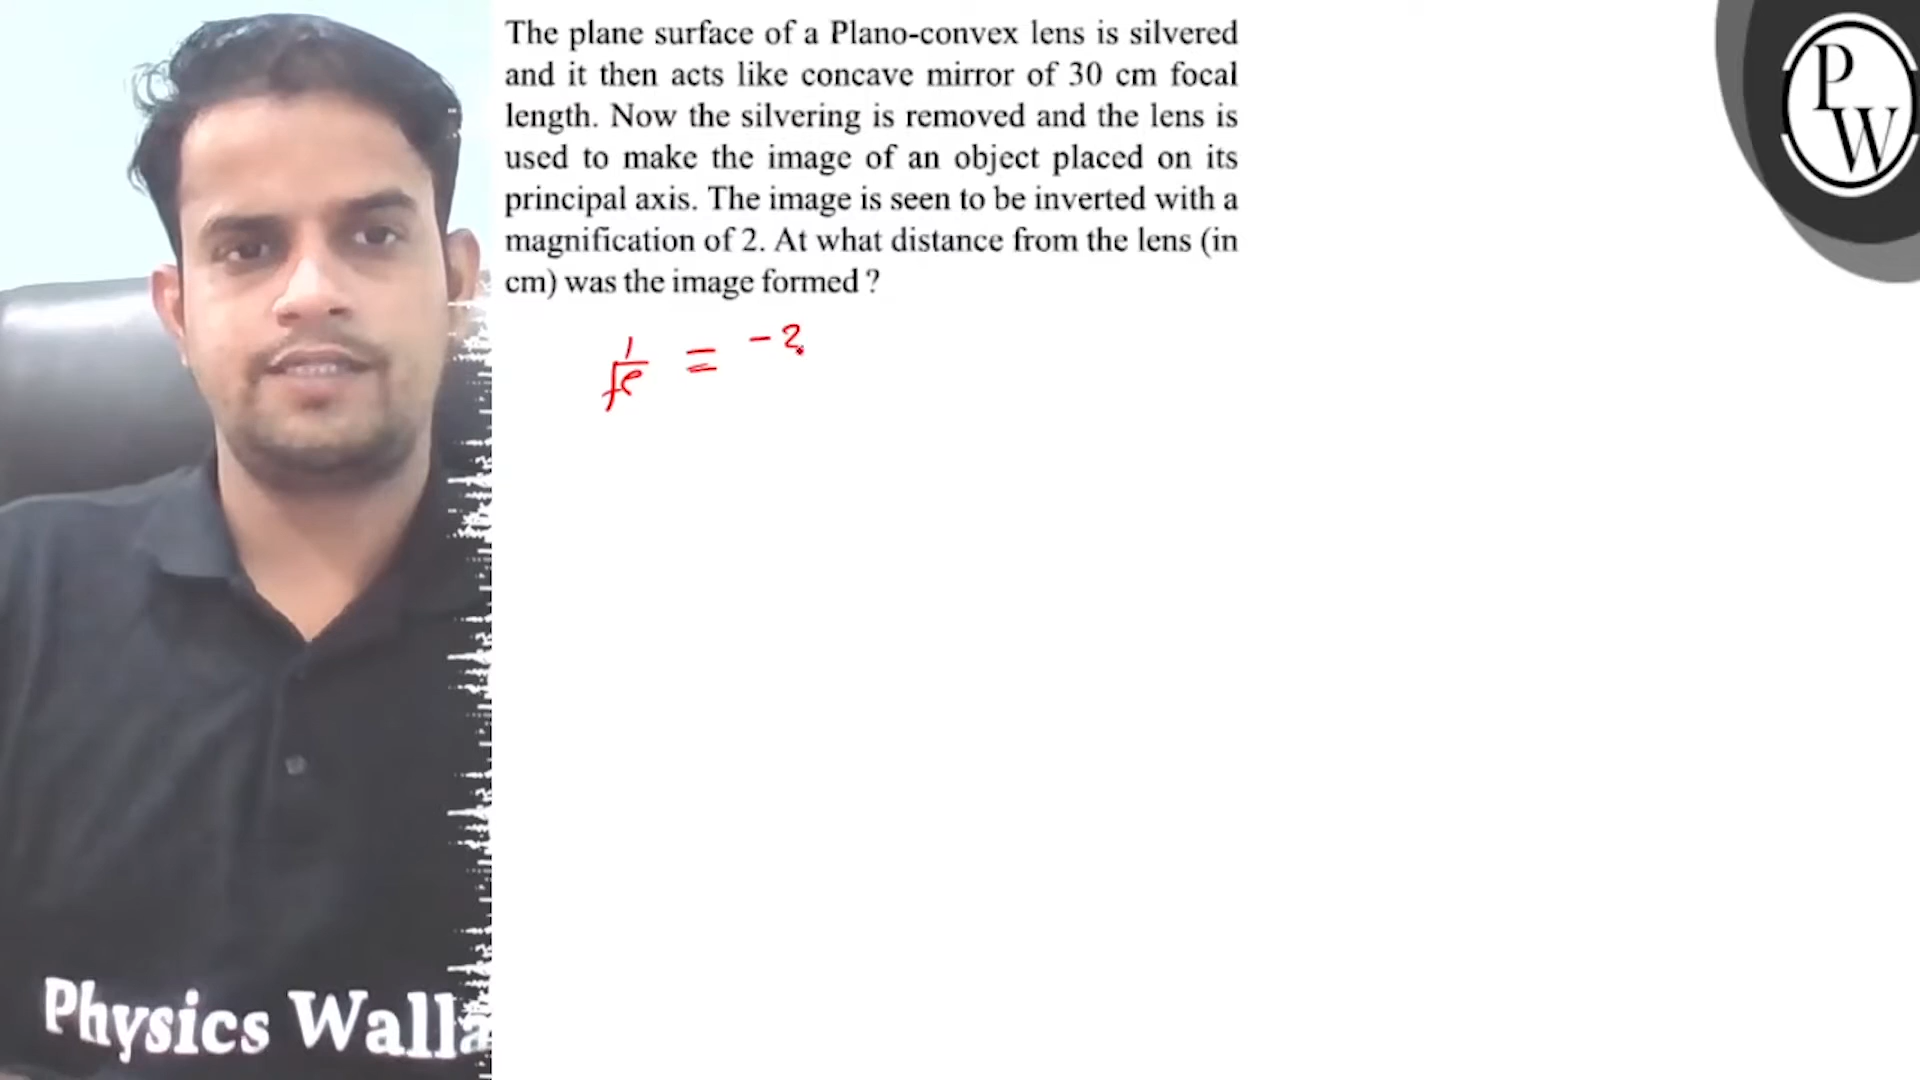 The plane surface of a Plano-convex lens is silvered
and it then acts like concave mirror of 30 cm focal
length. Now the silvering is removed and the lens is
used to make the image of an object placed on its
principal axis. The image is seen to be inverted with a
magnification of 2. At what distance from the lens (in
cm) was the image formed ?
1/fe = -2
PW
Physics Walla